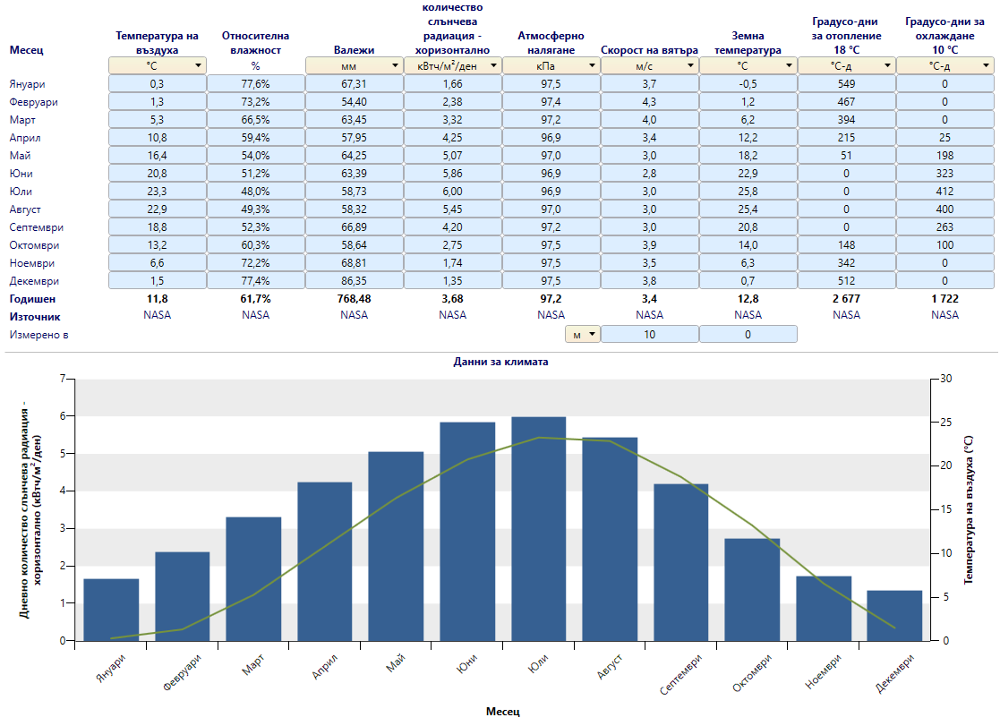 количество
слънчева
радиация -
хоризонтално
Градусо-дни
за отопление
18 °C
Градусо-дни за
охлаждане
10 °C
Месец Температура на въздуха Относителна влажност Валежи Атмосферно налягане Скорост на вятъра Земна температура
°C % мм кВтч/м²/ден кПа м/с °C °C-д °C-д
Януари 0,3 77,6% 67,31 1,66 97,5 3,7 -0,5 549 0
Февруари 1,3 73,2% 54,40 2,38 97,4 4,3 1,2 467 0
Март 5,3 66,5% 63,45 3,32 97,2 4,0 6,2 394 0
Април 10,8 59,4% 57,95 4,25 96,9 3,4 12,2 215 25
Май 16,4 54,0% 64,25 5,07 97,0 3,0 18,2 51 198
Юни 20,8 51,2% 63,39 5,86 96,9 2,8 22,9 0 323
Юли 23,3 48,0% 58,73 6,00 96,9 3,0 25,8 0 412
Август 22,9 49,3% 58,32 5,45 97,0 3,0 25,4 0 400
Септември 18,8 52,3% 66,89 4,20 97,2 3,0 20,8 0 263
Октомври 13,2 60,3% 58,64 2,75 97,5 3,9 14,0 148 100
Ноември 6,6 72,2% 68,81 1,74 97,5 3,5 6,3 342 0
Декември 1,5 77,4% 86,35 1,35 97,5 3,8 0,7 512 0
Годишен 11,8 61,7% 768,48 3,68 97,2 3,4 12,8 2 677 1 722
Източник NASA NASA NASA NASA NASA NASA NASA NASA NASA
Измерено в м 10 0
Данни за климата
Дневно количество слънчева радиация -
хоризонтално (кВтч/м²/ден)
7
6
5
4
3
2
1
0
30
25
20
15
10
5
0
Температура на въздуха (°C)
Януари Февруари Март Април Май Юни Юли Август Септември Октомври Ноември Декември
Месец